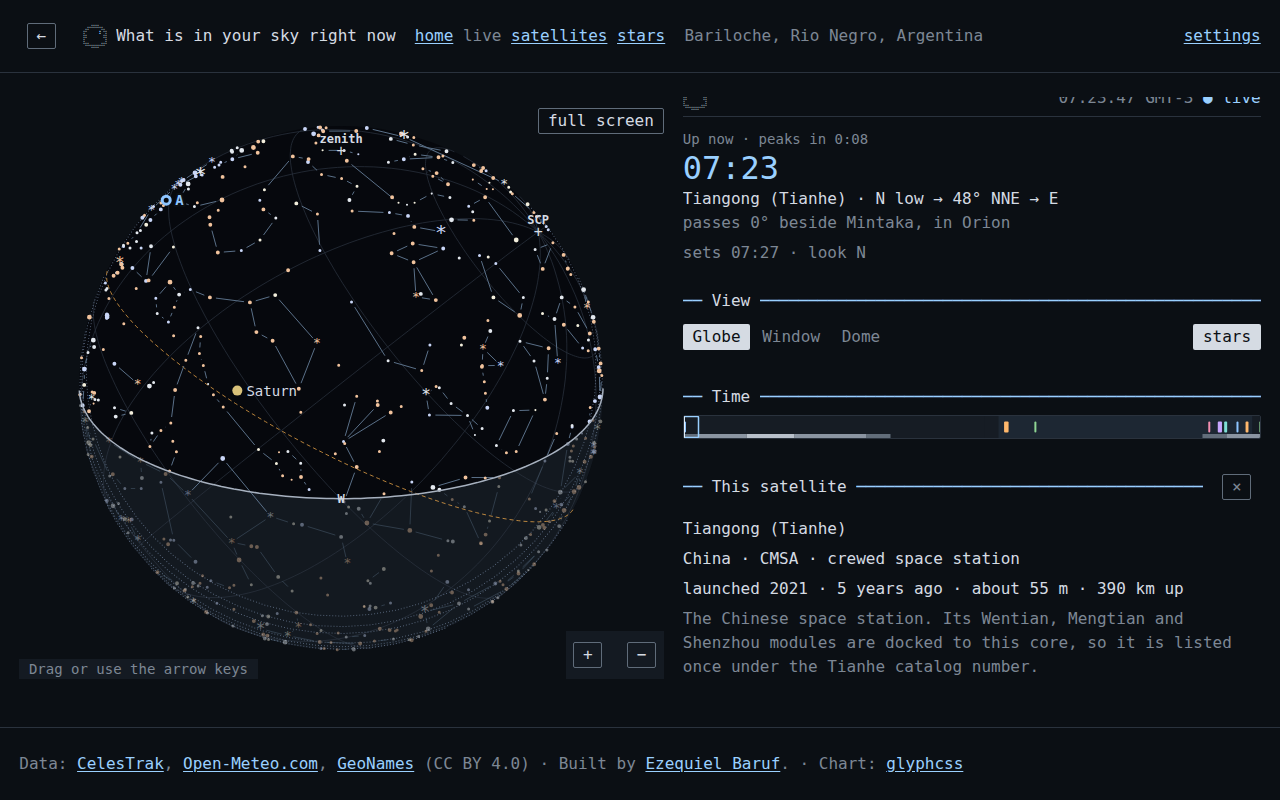 ←
What is in your sky right now home live satellites stars Bariloche, Rio Negro, Argentina settings
full screen
zenith
+
A
SCP
+
Saturn
W
+ −
Drag or use the arrow keys
07:23:47 GMT-3 ● live
Up now · peaks in 0:08
07:23
Tiangong (Tianhe) · N low → 48° NNE → E
passes 0° beside Mintaka, in Orion
sets 07:27 · look N
View
Globe Window Dome stars
Time
This satellite ×
Tiangong (Tianhe)
China · CMSA · crewed space station
launched 2021 · 5 years ago · about 55 m · 390 km up
The Chinese space station. Its Wentian, Mengtian and
Shenzhou modules are docked to this core, so it is listed
once under the Tianhe catalog number.
Data: CelesTrak, Open-Meteo.com, GeoNames (CC BY 4.0) · Built by Ezequiel Baruf. · Chart: glyphcss